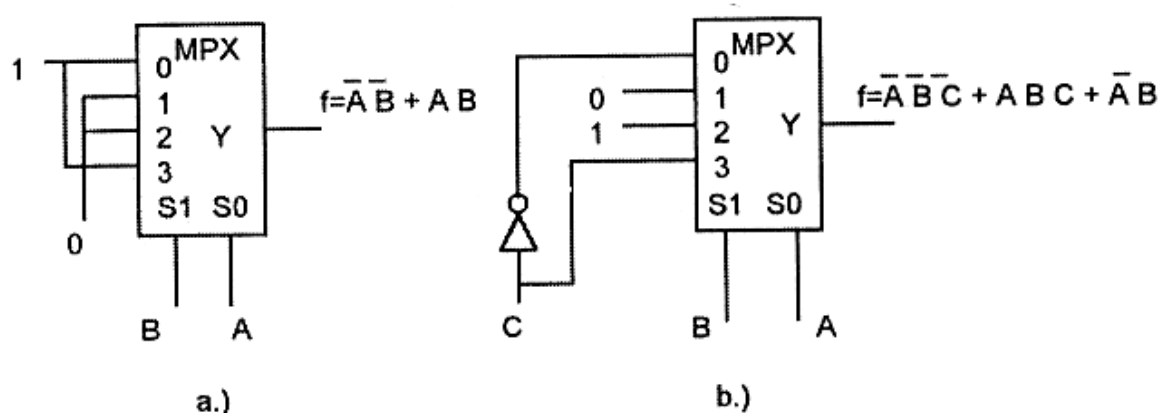 1
0
MPX
0
1
2
3
Y
S1 S0
B A
f=A̅ B̅ + A B
a.)
C
0
1
MPX
0
1
2
3
Y
S1 S0
B A
f=A̅ B̅ C̅ + A B C + A̅ B
b.)